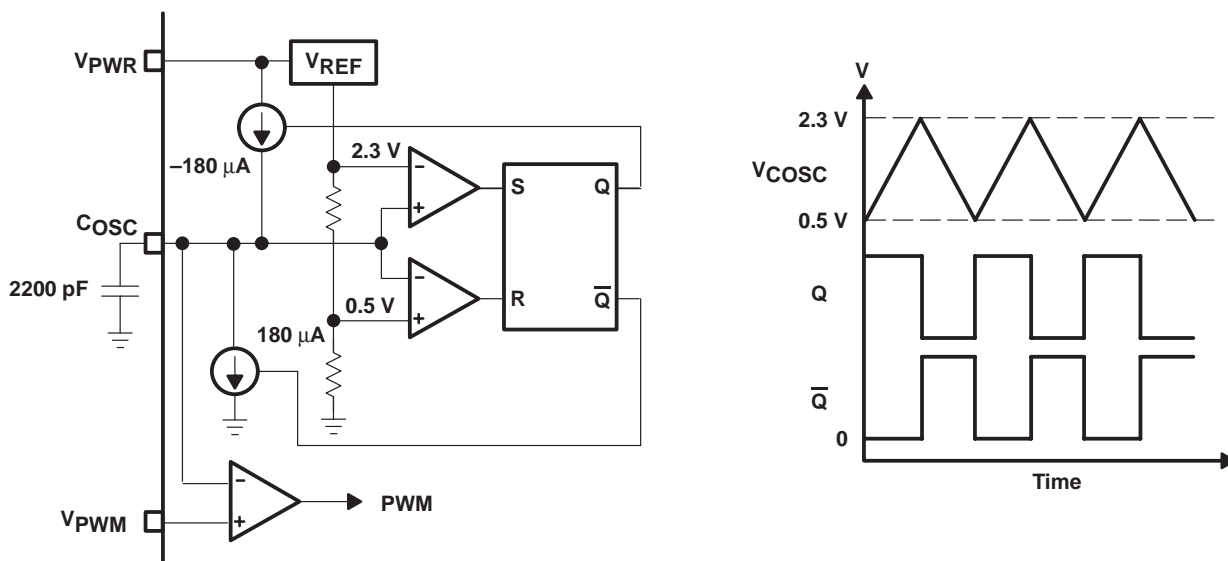 VPWR
VREF
–180 μA
2.3 V
COSC
2200 pF
0.5 V
180 μA
S
Q
R
Q̅
-
+
-
+
-
+
VPWM
PWM
V
2.3 V
VCOSC
0.5 V
Q
Q̅
0
Time